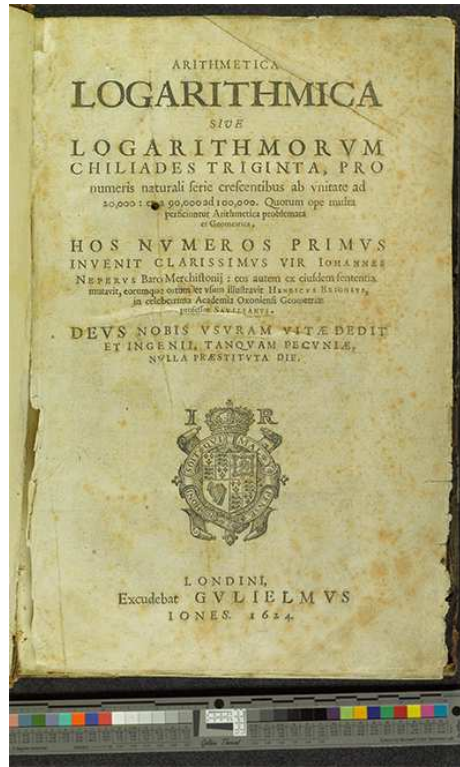 ARITHMETICA
LOGARITHMICA
SIVE
LOGARITHMORVM
CHILIADES TRIGINTA, PRO
numeris naturali serie crescentibus ab vnitate ad
20,000: et a 90,000 ad 100,000. Quorum ope multa
perficiuntur Arithmetica problemata
et Geometrica.
HOS NVMEROS PRIMVS
INVENIT CLARISSIMVS VIR IOHANNES
NEPERVS Baro Merchistonij: eos autem ex eiusdem sententia
mutavit, eorumque ortum et vsum illustravit HENRICVS BRIGGIVS,
in celeberrima Academia Oxoniensi Geometriæ
professor SAVILIANVS.
DEVS NOBIS VSVRAM VITÆ DEDIT
ET INGENII, TANQVAM PECVNIÆ,
NVLLA PRÆSTITVTA DIE.
I R
LONDINI,
Excudebat GVLIELMVS
IONES. 1624.